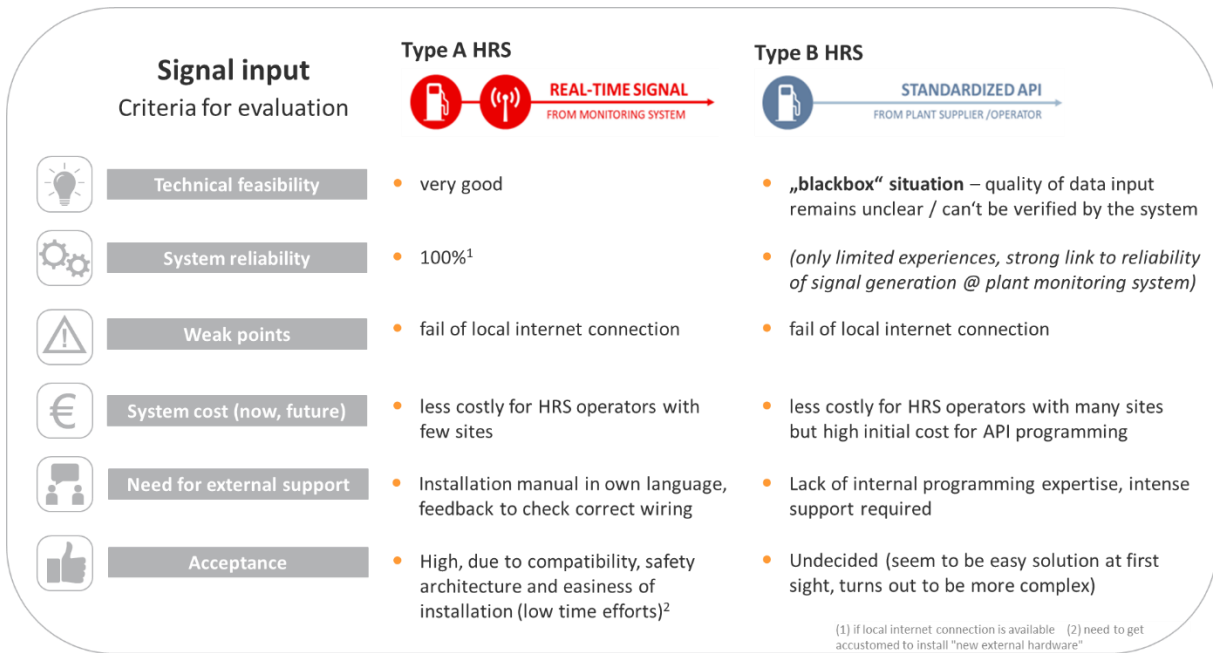 Signal input
Criteria for evaluation
Type A HRS
REAL-TIME SIGNAL
FROM MONITORING SYSTEM
Type B HRS
STANDARDIZED API
FROM PLANT SUPPLIER /OPERATOR
Technical feasibility
• very good
• „blackbox“ situation – quality of data input
remains unclear / can't be verified by the system
System reliability
• 100%¹
• (only limited experiences, strong link to reliability
of signal generation @ plant monitoring system)
Weak points
• fail of local internet connection
• fail of local internet connection
€
System cost (now, future)
• less costly for HRS operators with
few sites
• less costly for HRS operators with many sites
but high initial cost for API programming
Need for external support
• Installation manual in own language,
feedback to check correct wiring
• Lack of internal programming expertise, intense
support required
Acceptance
• High, due to compatibility, safety
architecture and easiness of
installation (low time efforts)²
• Undecided (seem to be easy solution at first
sight, turns out to be more complex)
(1) if local internet connection is available (2) need to get
accustomed to install "new external hardware"